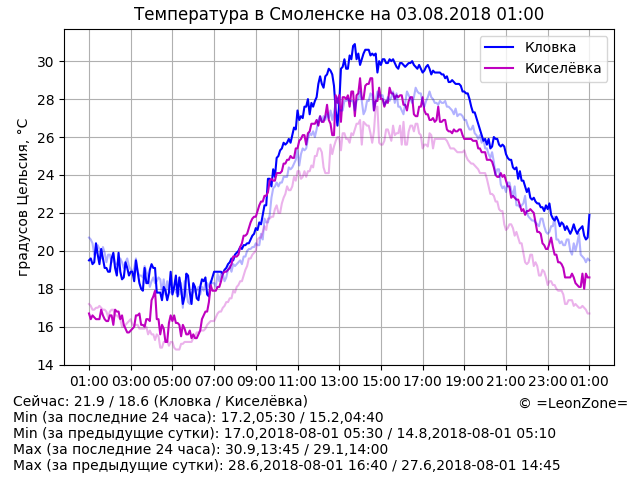 Температура в Смоленске на 03.08.2018 01:00
градусов Цельсия, °C
30
28
26
24
22
20
18
16
14
Кловка
Киселёвка
01:00 03:00 05:00 07:00 09:00 11:00 13:00 15:00 17:00 19:00 21:00 23:00 01:00
Сейчас: 21.9 / 18.6 (Кловка / Киселёвка)
© =LeonZone=
Min (за последние 24 часа): 17.2,05:30 / 15.2,04:40
Min (за предыдущие сутки): 17.0,2018-08-01 05:30 / 14.8,2018-08-01 05:10
Max (за последние 24 часа): 30.9,13:45 / 29.1,14:00
Max (за предыдущие сутки): 28.6,2018-08-01 16:40 / 27.6,2018-08-01 14:45